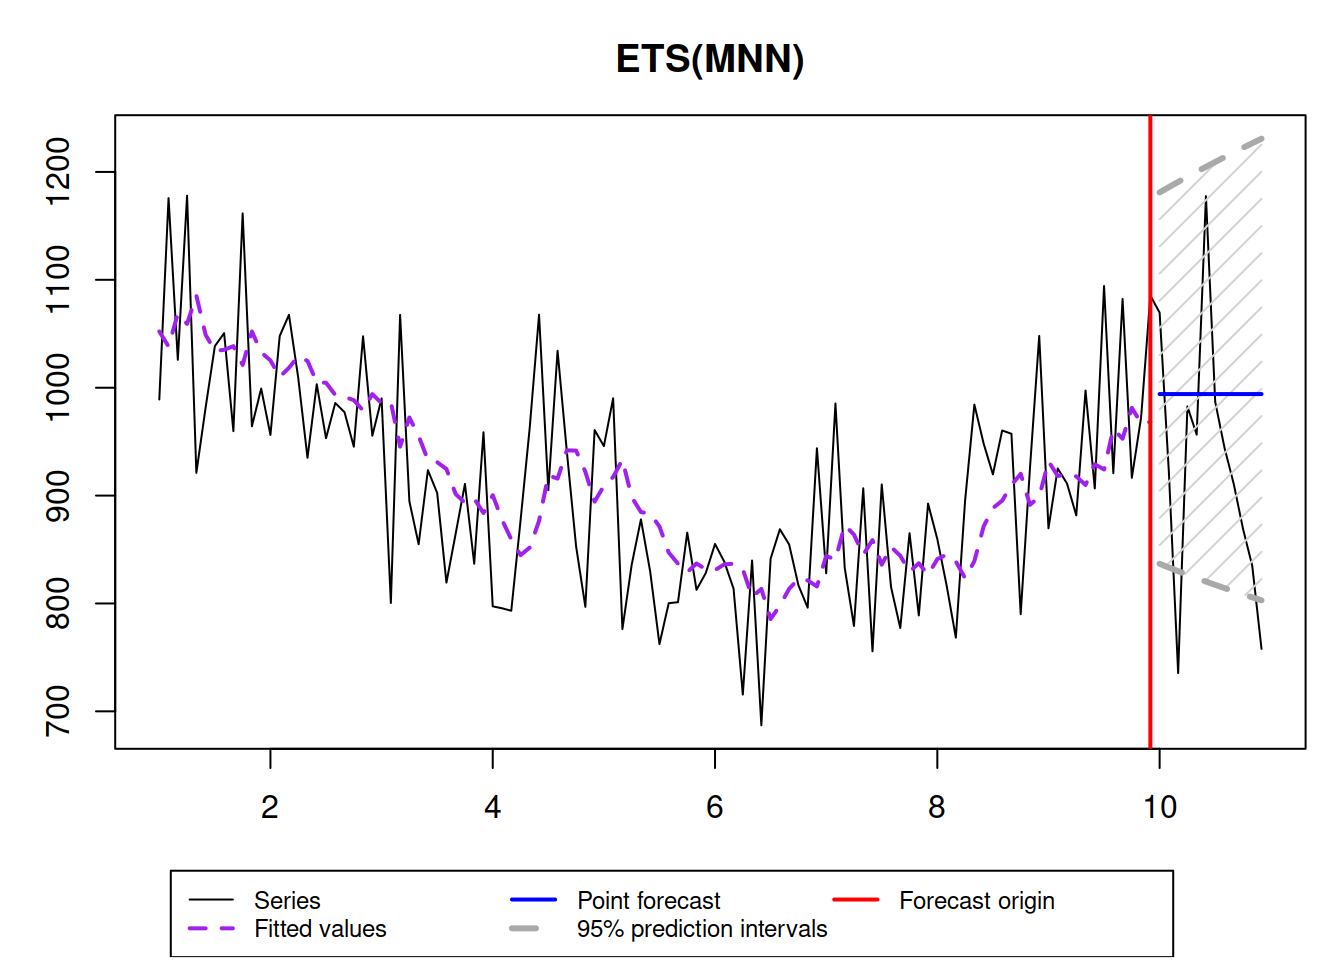 ETS(MNN)
1200
1100
1000
900
800
700
2 4 6 8 10
Series Point forecast Forecast origin
Fitted values 95% prediction intervals